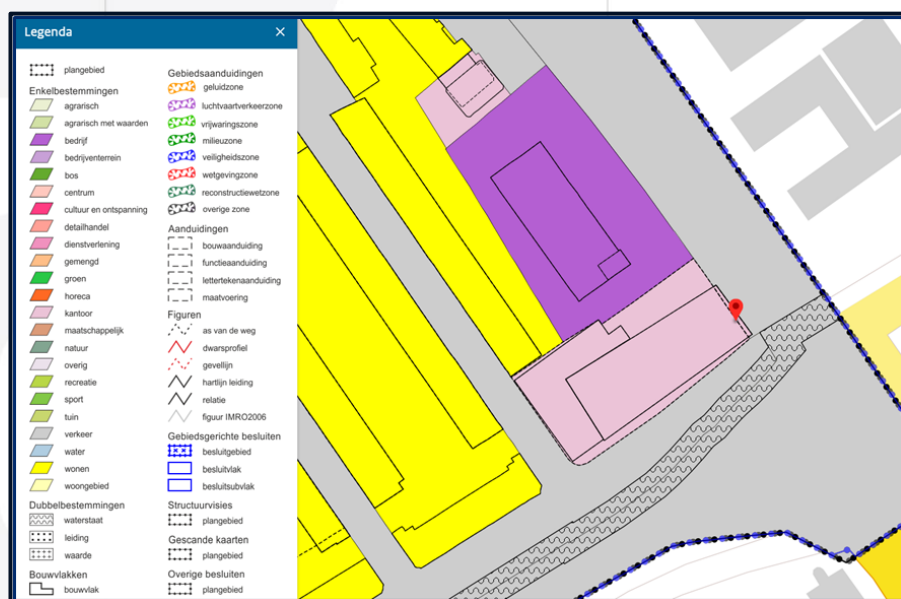 Legenda
×
plangebied
Enkelbestemmingen
agrarisch
agrarisch met waarden
bedrijf
bedrijventerrein
bos
centrum
cultuur en ontspanning
detailhandel
dienstverlening
gemengd
groen
horeca
kantoor
maatschappelijk
natuur
overig
recreatie
sport
tuin
verkeer
water
wonen
woongebied
Dubbelbestemmingen
waterstaat
leiding
waarde
Bouwvlakken
bouwvlak
Gebiedsaanduidingen
geluidzone
luchtvaartverkeerzone
vrijwaringszone
milieuzone
veiligheidszone
wetgevingzone
reconstructiewetzone
overige zone
Aanduidingen
bouwaanduiding
functieaanduiding
lettertekenaanduiding
maatvoering
Figuren
as van de weg
dwarsprofiel
gevellijn
hartlijn leiding
relatie
figuur IMRO2006
Gebiedsgerichte besluiten
besluitgebied
besluitvlak
besluitsubvlak
Structuurvisies
plangebied
Gescande kaarten
plangebied
Overige besluiten
plangebied